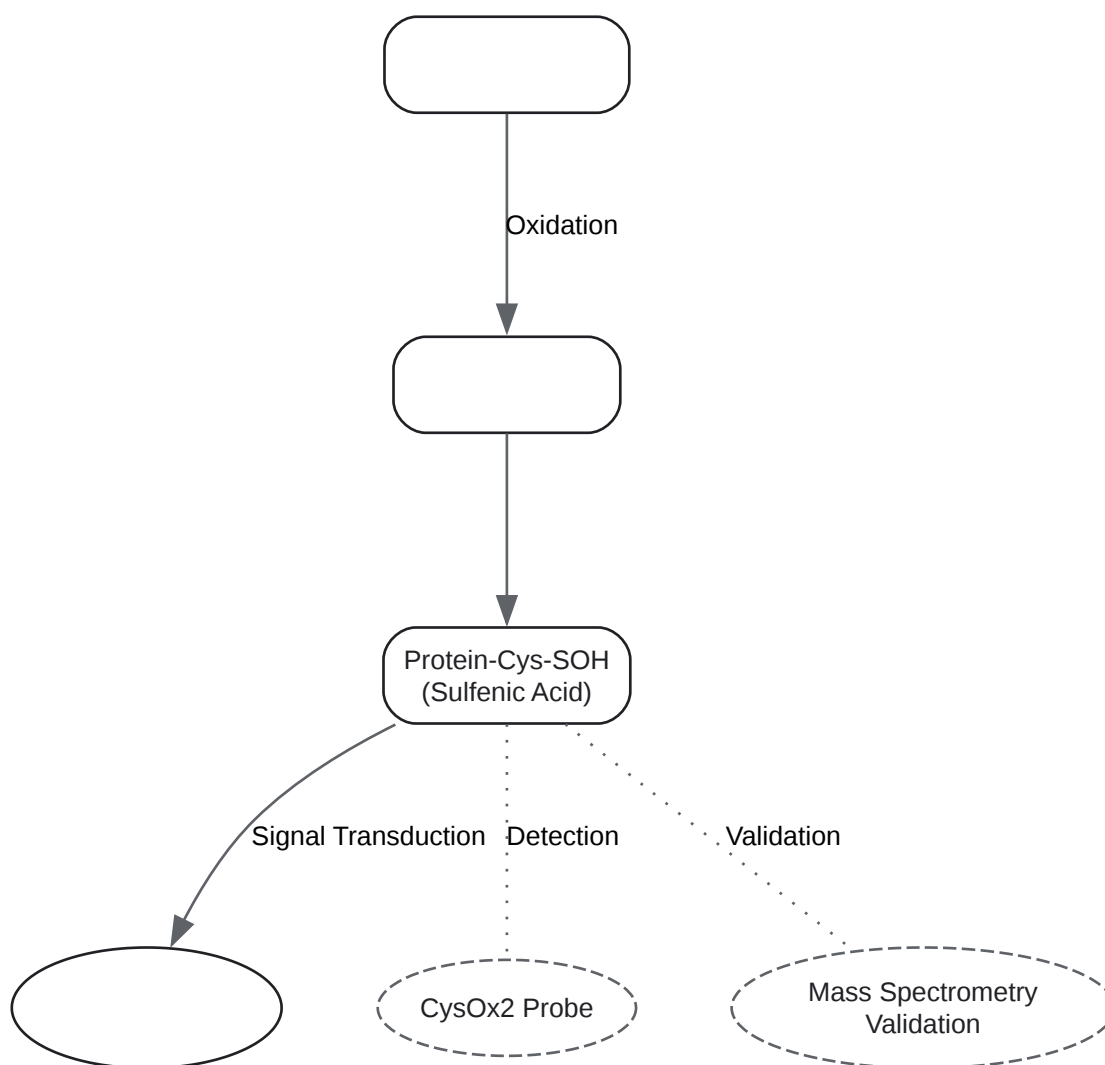 Oxidation
Protein-Cys-SOH
(Sulfenic Acid)
Signal Transduction
Detection
Validation
CysOx2 Probe
Mass Spectrometry
Validation